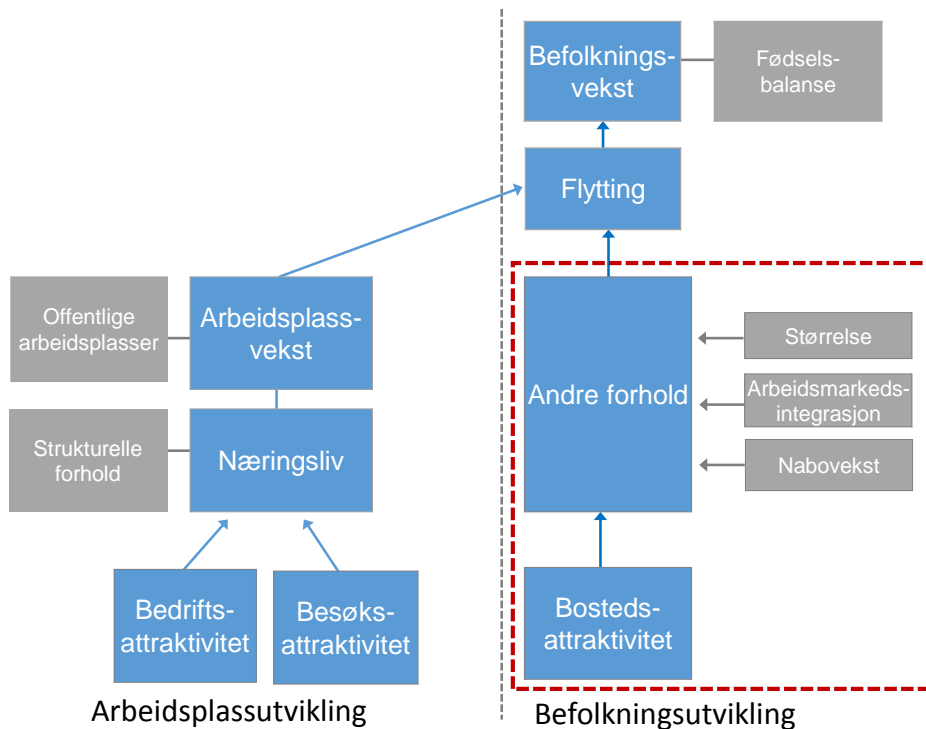 Befolknings-
vekst
Fødsels-
balanse
Flytting
Offentlige
arbeidsplasser
Arbeidsplass-
vekst
Størrelse
Andre forhold
Arbeidsmarkeds-
integrasjon
Strukturelle
forhold
Næringsliv
Nabovekst
Bedrifts-
attraktivitet
Besøks-
attraktivitet
Bosteds-
attraktivitet
Arbeidsplassutvikling
Befolkningsutvikling